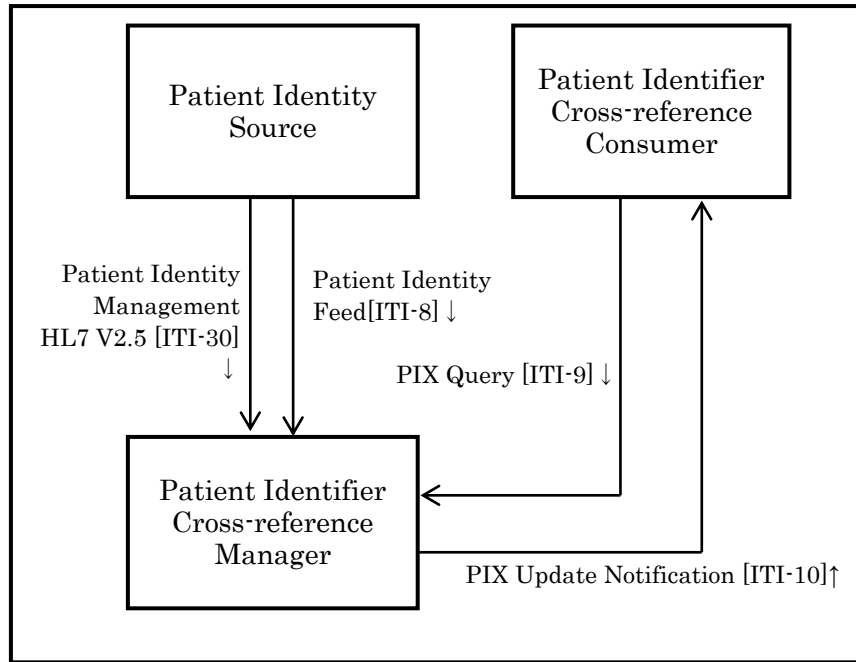 Patient Identity
Source
Patient Identifier
Cross-reference
Consumer
Patient Identity
Management
HL7 V2.5 [ITI-30]
↓
Patient Identity
Feed[ITI-8] ↓
PIX Query [ITI-9] ↓
Patient Identifier
Cross-reference
Manager
PIX Update Notification [ITI-10]↑